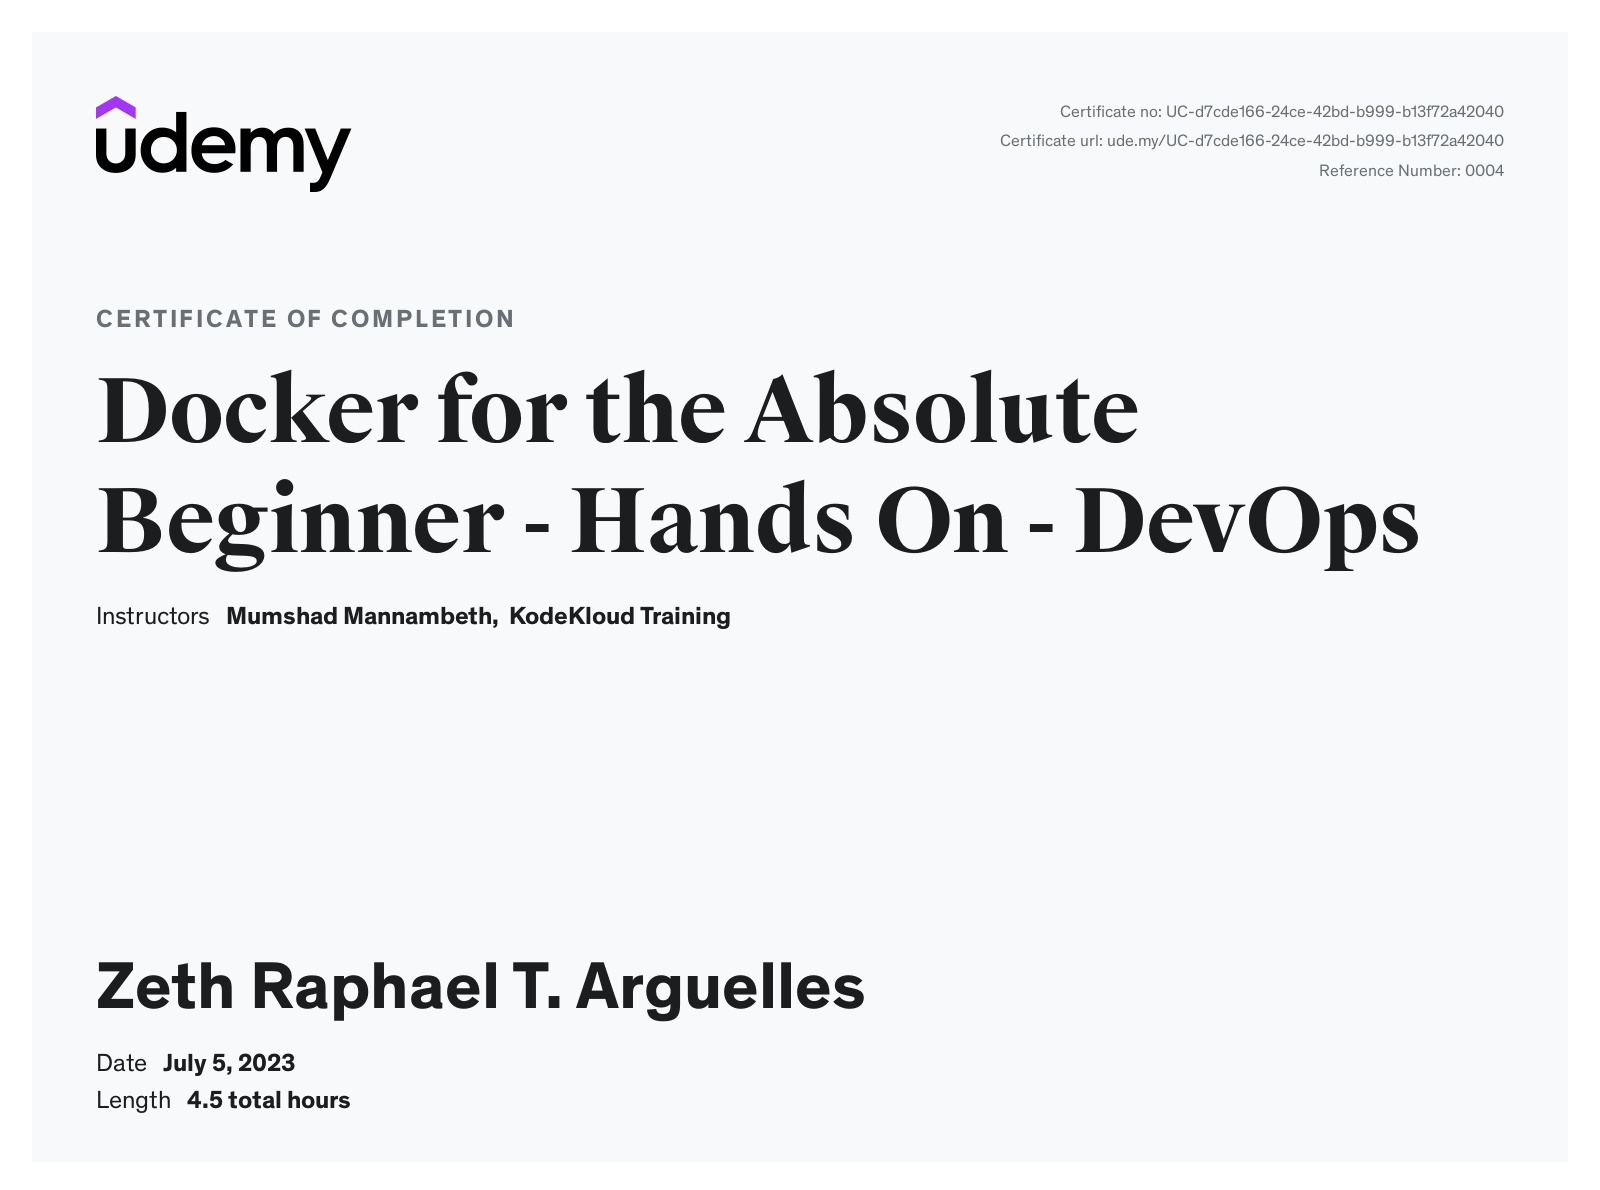 udemy
Certificate no: UC-d7cde166-24ce-42bd-b999-b13f72a42040
Certificate url: ude.my/UC-d7cde166-24ce-42bd-b999-b13f72a42040
Reference Number: 0004
CERTIFICATE OF COMPLETION
Docker for the Absolute
Beginner - Hands On - DevOps
Instructors Mumshad Mannambeth, KodeKloud Training
Zeth Raphael T. Arguelles
Date July 5, 2023
Length 4.5 total hours